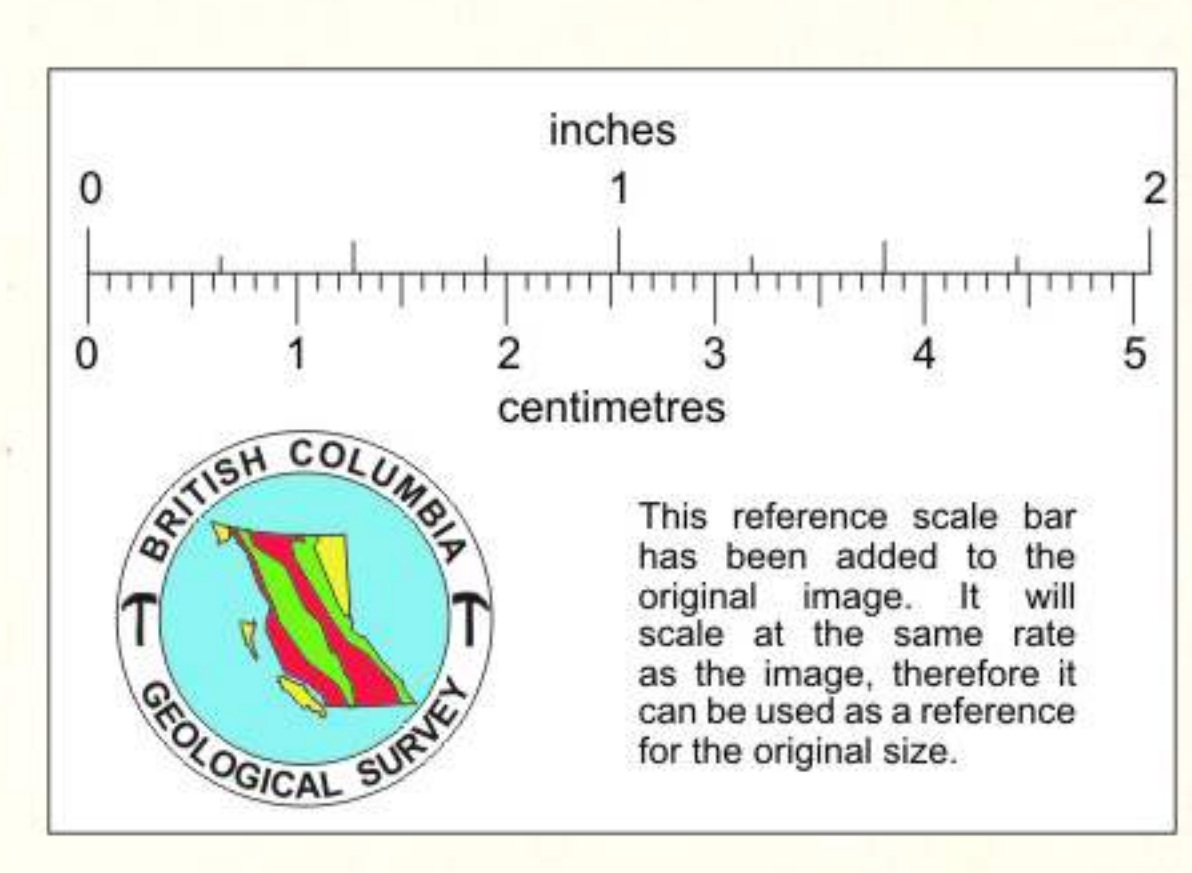 inches
0 1 2
0 1 2 3 4 5
centimetres
BRITISH COLUMBIA
GEOLOGICAL SURVEY
This reference scale bar
has been added to the
original image. It will
scale at the same rate
as the image, therefore it
can be used as a reference
for the original size.